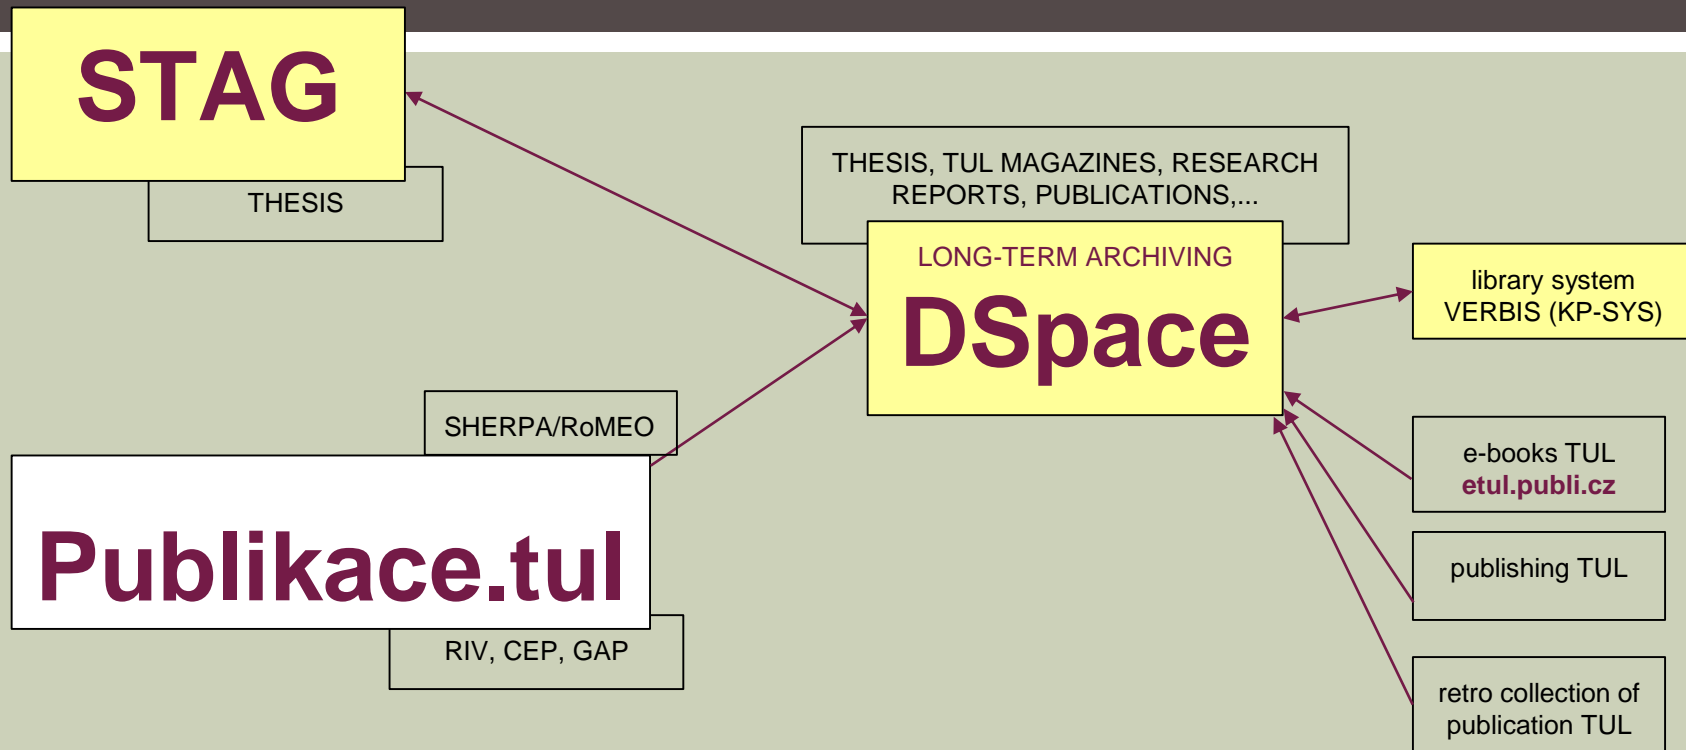 STAG
THESIS
THESIS, TUL MAGAZINES, RESEARCH
REPORTS, PUBLICATIONS,...
LONG-TERM ARCHIVING
DSpace
library system
VERBIS (KP-SYS)
SHERPA/RoMEO
Publikace.tul
RIV, CEP, GAP
e-books TUL
etul.publi.cz
publishing TUL
retro collection of
publication TUL